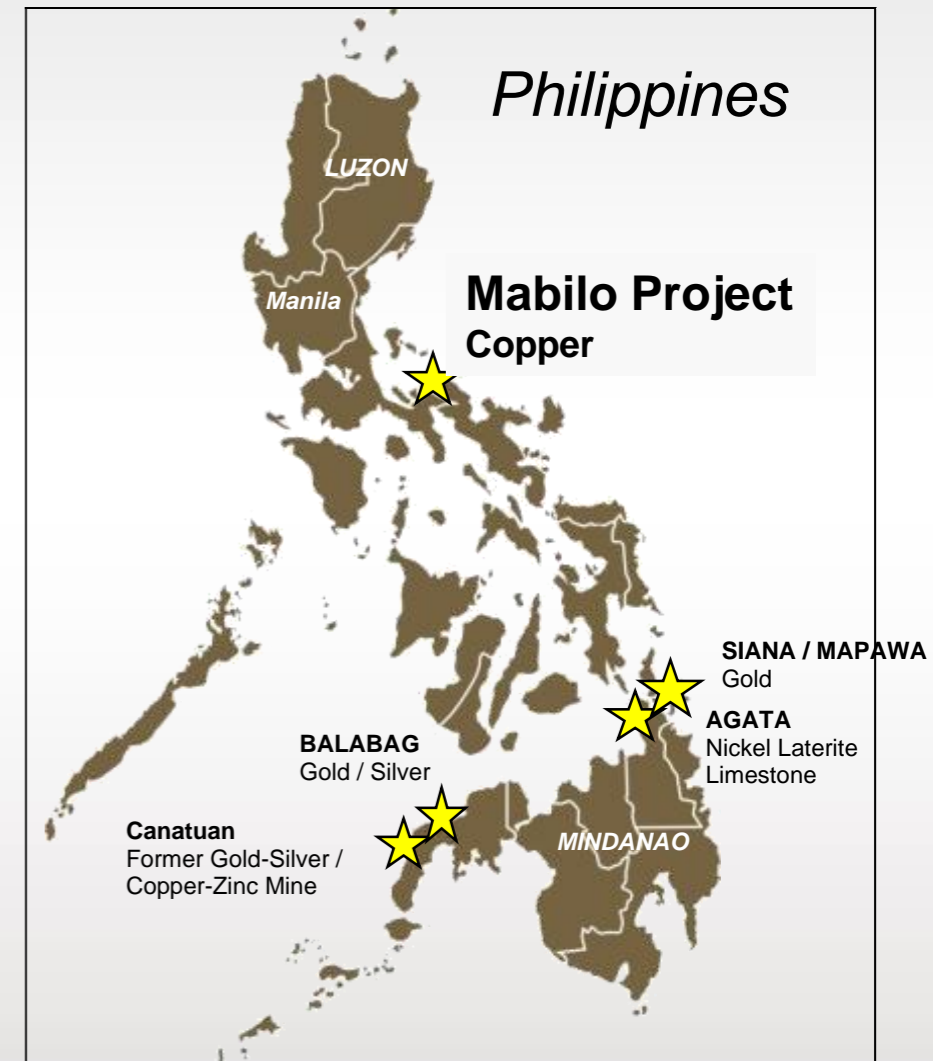 Philippines
LUZON
Manila
Mabilo Project
Copper
SIANA / MAPAWA
Gold
AGATA
Nickel Laterite
Limestone
BALABAG
Gold / Silver
Canatuan
Former Gold-Silver /
Copper-Zinc Mine
MINDANAO